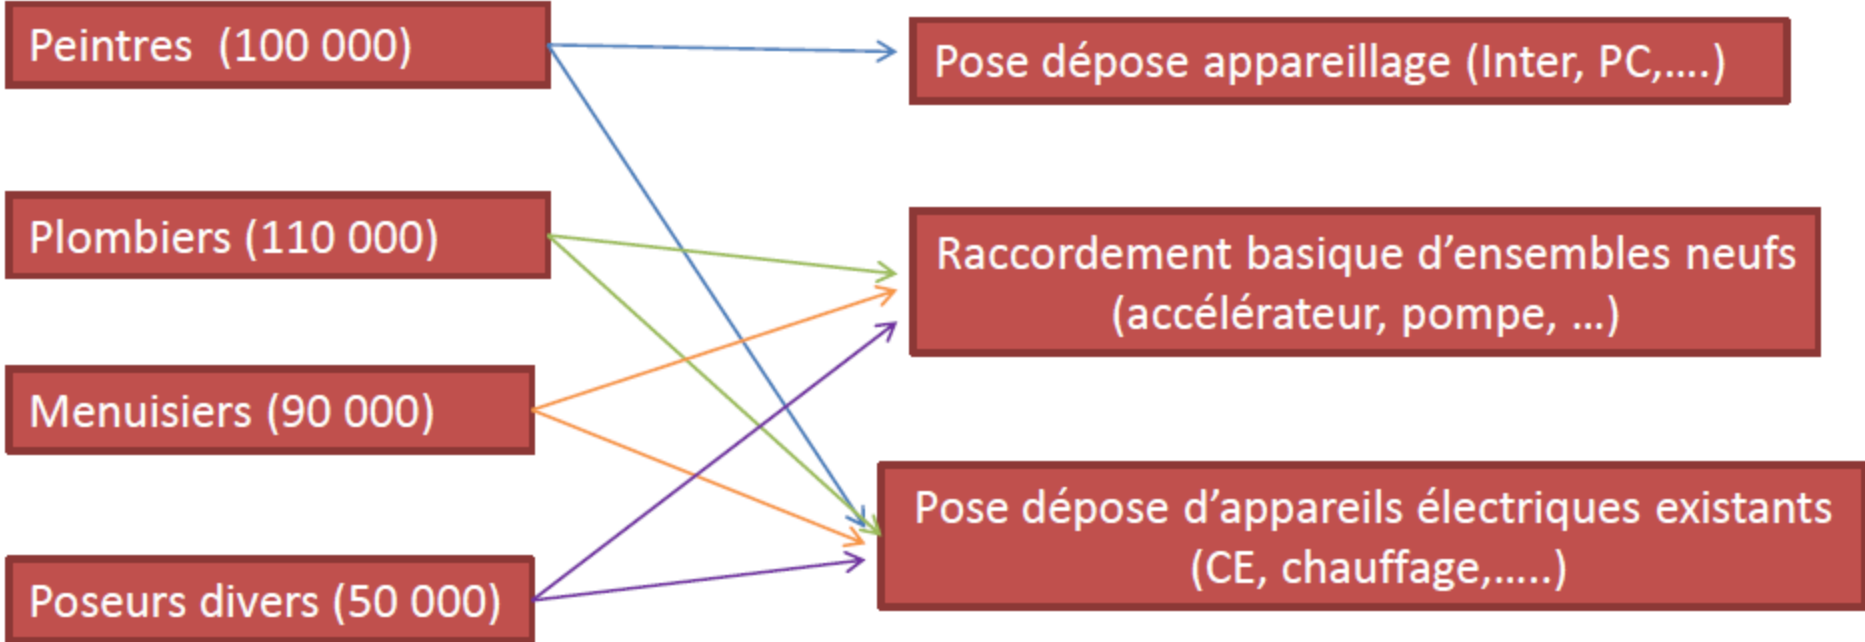 Peintres (100 000)
Pose dépose appareillage (Inter, PC,....)
Plombiers (110 000)
Raccordement basique d’ensembles neufs
(accélérateur, pompe, ...)
Menuisiers (90 000)
Pose dépose d’appareils électriques existants
(CE, chauffage,.....)
Poseurs divers (50 000)